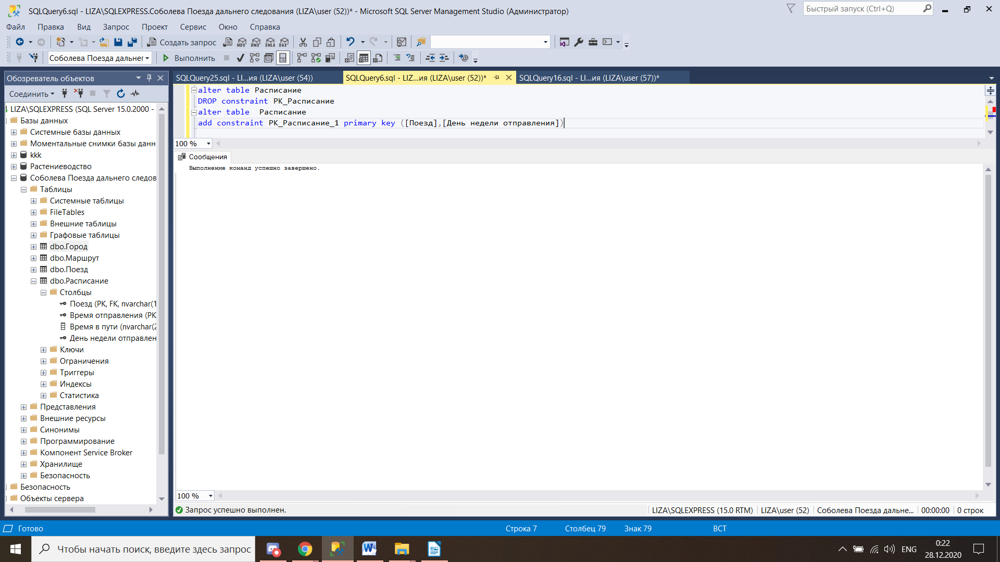 SQLQuery6.sql - LIZA\SQLEXPRESS.Соболева Поезда дальнего следования (LIZA\user (52))* - Microsoft SQL Server Management Studio (Администратор)
Быстрый запуск (Ctrl+Q)
Файл Правка Вид Запрос Проект Сервис Окно Справка
Создать запрос
Соболева Поезда дальнег
Выполнить
Обозреватель объектов
Соединить
LIZA\SQLEXPRESS (SQL Server 15.0.2000 -
Базы данных
Системные базы данных
Моментальные снимки базы данн
kkk
Растениеводство
Соболева Поезда дальнего следов
Таблицы
Системные таблицы
FileTables
Внешние таблицы
Графовые таблицы
dbo.Город
dbo.Маршрут
dbo.Поезд
dbo.Расписание
Столбцы
Поезд (PK, FK, nvarchar(1
Время отправления (PK
Время в пути (nvarchar(2
День недели отправлен
Ключи
Ограничения
Триггеры
Индексы
Статистика
Представления
Внешние ресурсы
Синонимы
Программирование
Компонент Service Broker
Хранилище
Безопасность
Безопасность
Объекты сервера
SQLQuery25.sql - LI...ия (LIZA\user (54))
SQLQuery6.sql - LIZ...ия (LIZA\user (52))*
SQLQuery16.sql - LI...ия (LIZA\user (57))*
alter table Расписание
DROP constraint PK_Расписание
alter table  Расписание
add constraint PK_Расписание_1 primary key ([Поезд],[День недели отправления])
100 %
Сообщения
Выполнение команд успешно завершено.
100 %
Запрос успешно выполнен.
LIZA\SQLEXPRESS (15.0 RTM) LIZA\user (52) Соболева Поезда дальне... 00:00:00 0 строк
Готово Строка 7 Столбец 79 Знак 79 ВСТ
Чтобы начать поиск, введите здесь запрос
ENG
0:22
28.12.2020